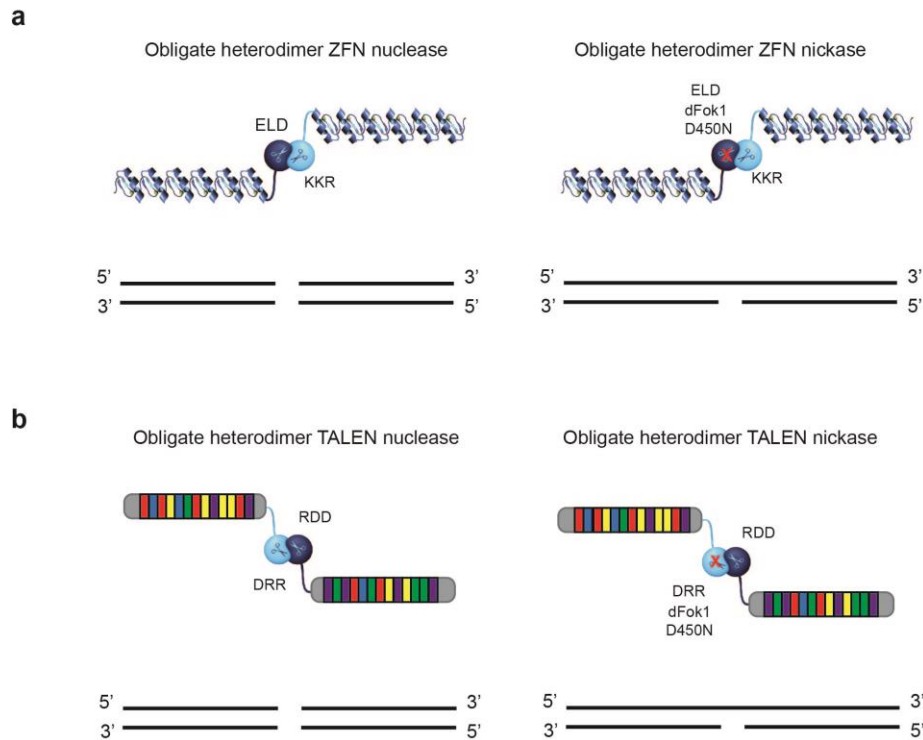 a
Obligate heterodimer ZFN nuclease
Obligate heterodimer ZFN nickase
ELD
KKR
ELD
dFok1
D450N
KKR
5’ 3’
3’ 5’
5’ 3’
3’ 5’
b
Obligate heterodimer TALEN nuclease
Obligate heterodimer TALEN nickase
RDD
DRR
RDD
DRR
dFok1
D450N
5’ 3’
3’ 5’
5’ 3’
3’ 5’